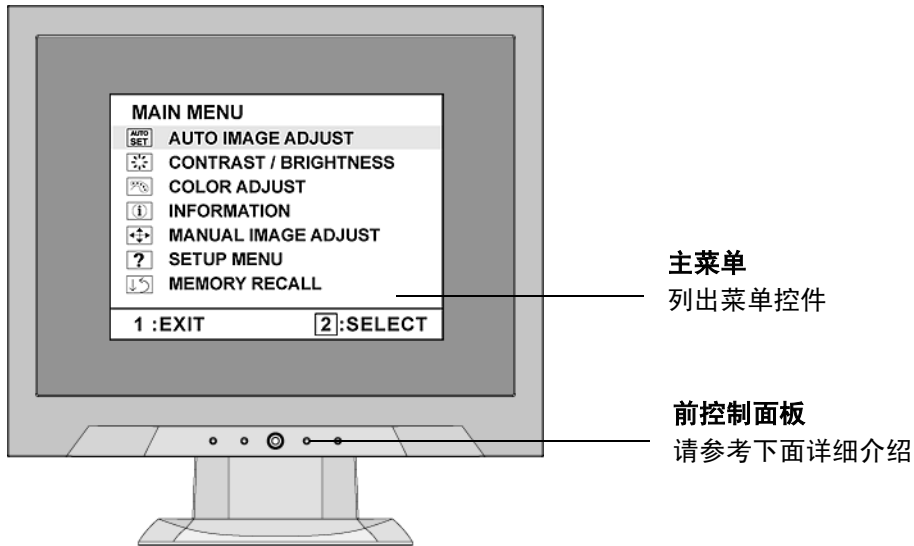 MAIN MENU
AUTO SET AUTO IMAGE ADJUST
CONTRAST / BRIGHTNESS
COLOR ADJUST
INFORMATION
MANUAL IMAGE ADJUST
? SETUP MENU
MEMORY RECALL
1 :EXIT 2:SELECT
主菜单
列出菜单控件
前控制面板
请参考下面详细介绍